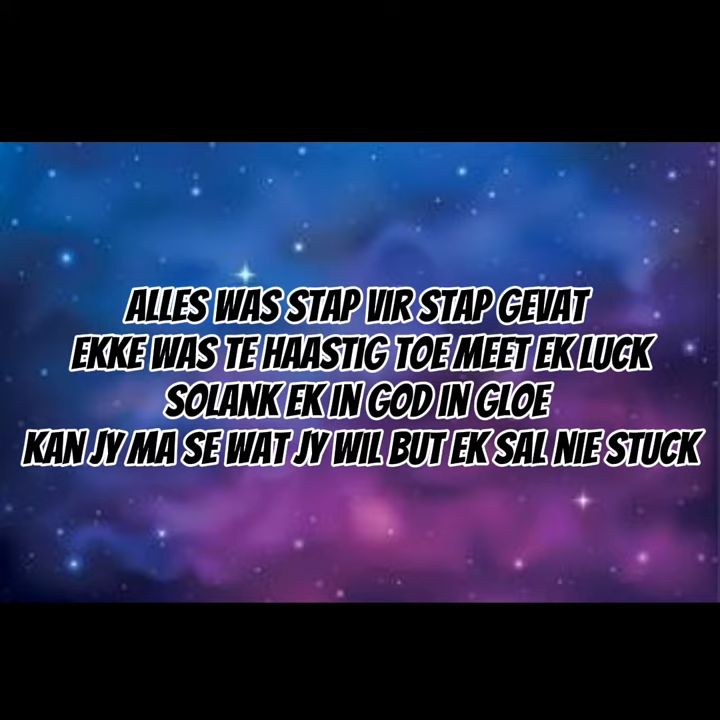 ALLES WAS STAP VIR STAP GEVAT
EKKE WAS TE HAASTIG TOE MEET EK LUCK
SOLANK EK IN GOD IN GLOE
KAN JY MA SE WAT JY WIL BUT EK SAL NIE STUCK